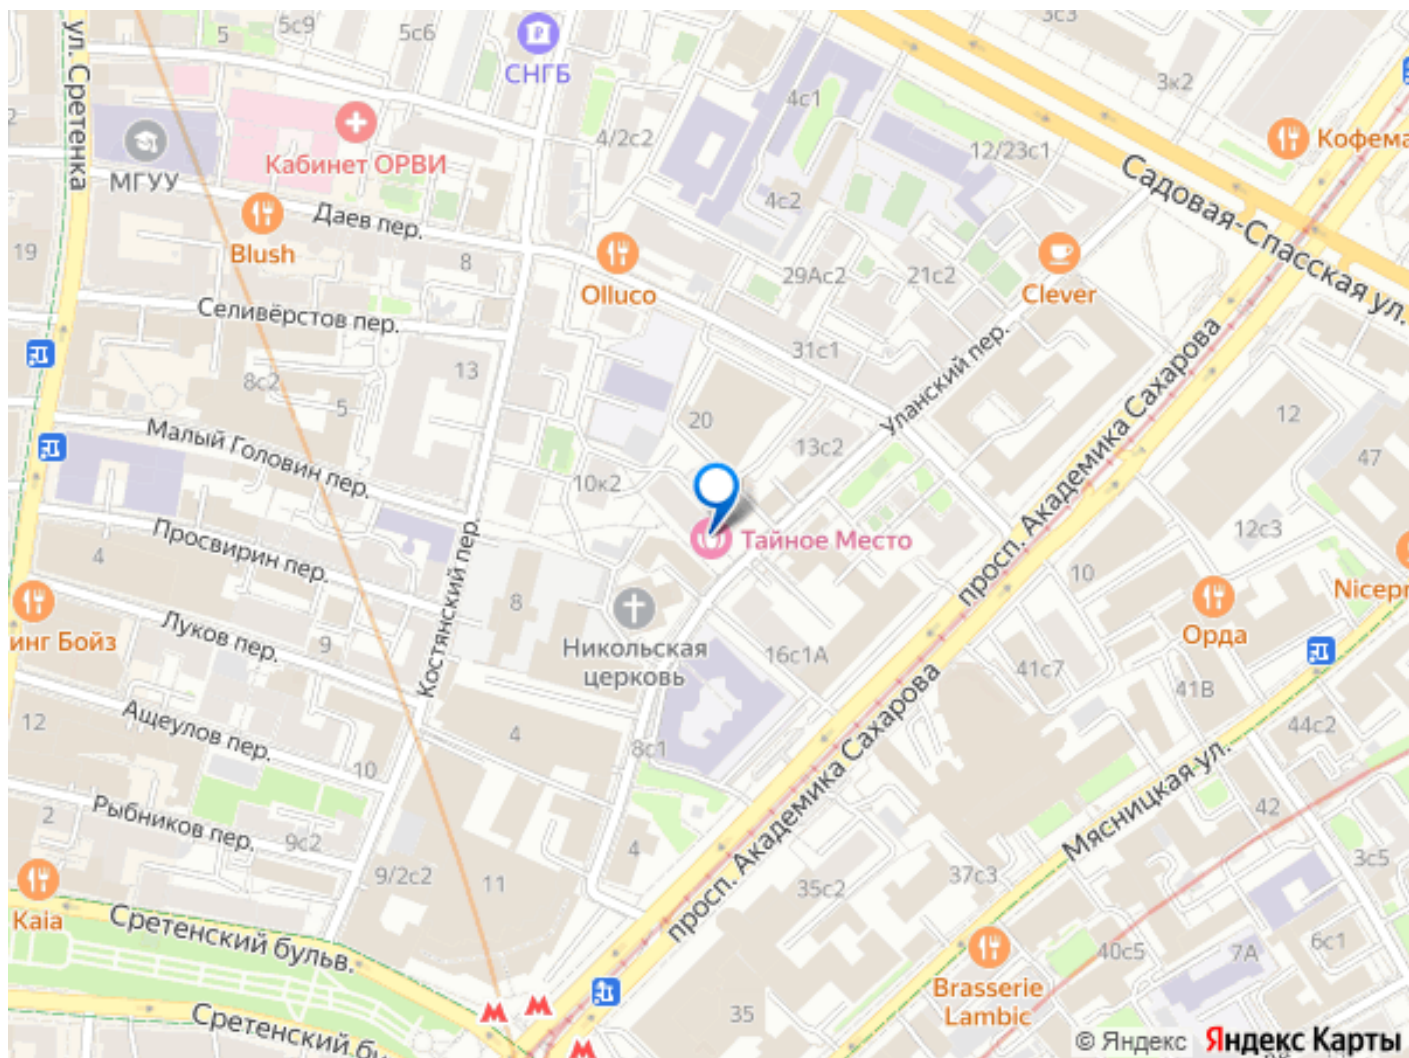 5с9
5
5с6
СНГБ
3с3
3к2
Кофема
ул. Сретенка
2
МГУУ
Кабинет ОРВИ
4/2с2
4с1
12/23с1
4с2
Садовая-Спасская ул.
Даев пер.
Blush
8
19
Olluco
29Ас2
21с2
Clever
Селивёрстов пер.
13
31с1
Уланский пер.
8с2
5
20
13с2
12
47
Малый Головин пер.
10к2
Тайное Место
просп. Академика Сахарова
12с3
Просвирин пер.
4
Костянский пер.
8
10
Nicepr
Орда
инг Бойз
Луков пер.
9
Никольская
церковь
16с1А
41с7
41В
44с2
12
Ащеулов пер.
10
4
8с1
просп. Академика Сахарова
Мясницкая ул.
42
2
Рыбников пер.
9с2
9/2с2
11
4
35с2
37с3
3с5
Kaia
Сретенский бульв.
Brasserie
Lambic
40с5
7А
6с1
35
Сретенский бу
© Яндекс Яндекс Карты